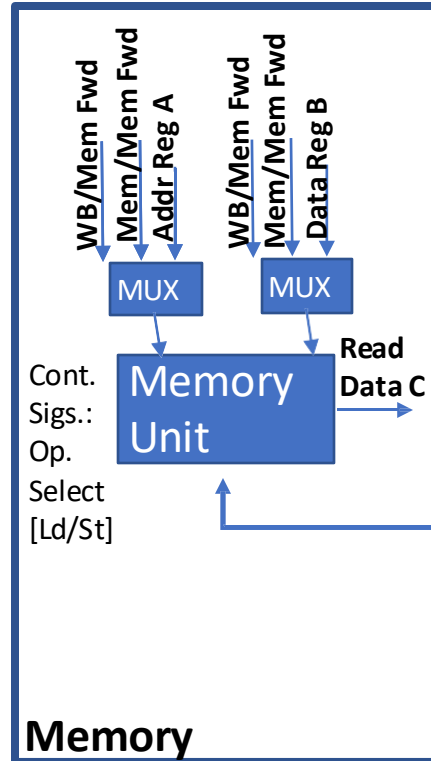 WB/Mem Fwd
Mem/Mem Fwd
Addr Reg A
WB/Mem Fwd
Mem/Mem Fwd
Data Reg B
MUX
MUX
Read
Data C
Cont.
Sigs.:
Op.
Select
[Ld/St]
Memory
Unit
Memory